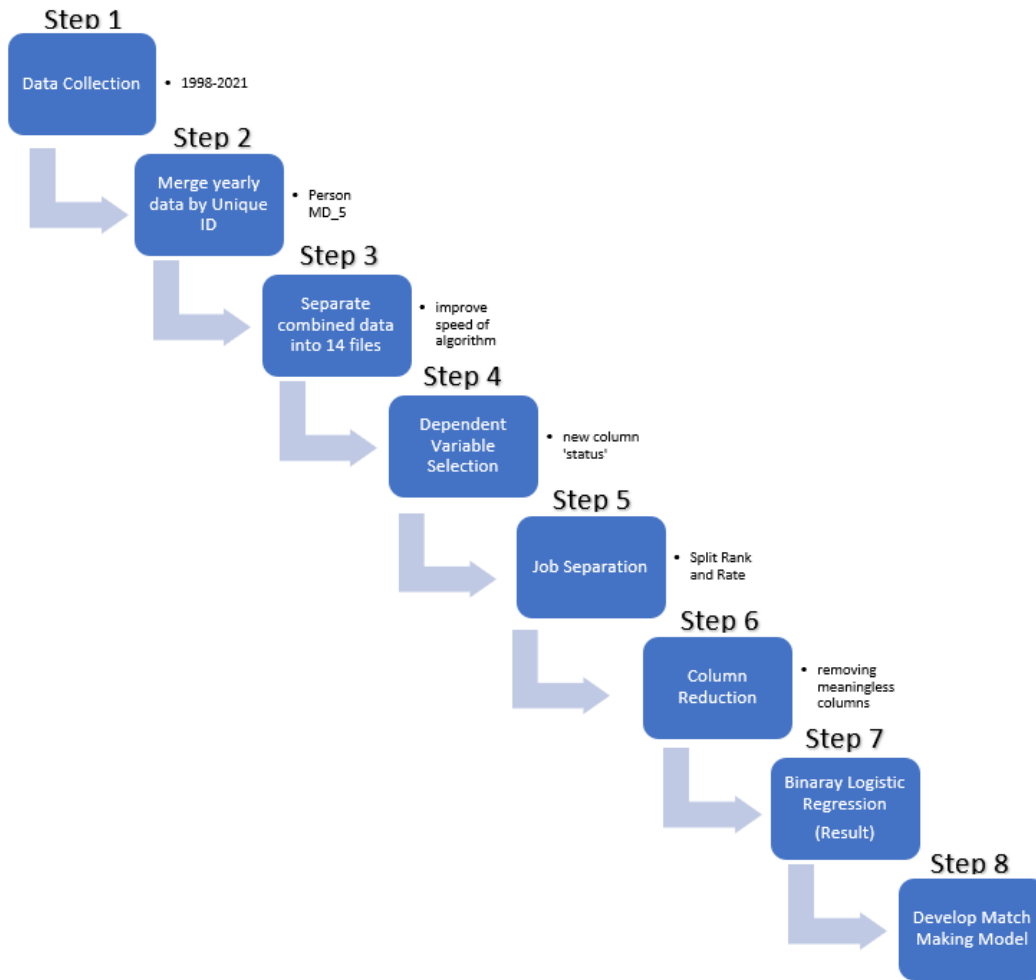 Step 1
Data Collection
• 1998-2021
Step 2
Merge yearly
data by Unique
ID
• Person
MD_5
Step 3
Separate
combined data
into 14 files
• improve
speed of
algorithm
Step 4
Dependent
Variable
Selection
• new column
'status'
Step 5
Job Separation
• Split Rank
and Rate
Step 6
Column
Reduction
• removing
meaningless
columns
Step 7
Binaray Logistic
Regression
(Result)
Step 8
Develop Match
Making Model